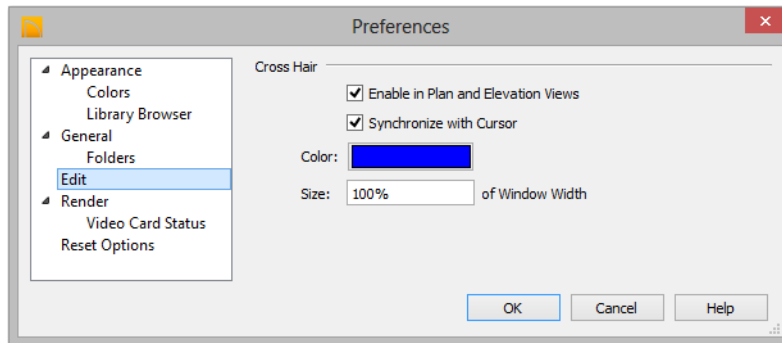 Preferences
Appearance
Colors
Library Browser
General
Folders
Edit
Render
Video Card Status
Reset Options
Cross Hair
Enable in Plan and Elevation Views
Synchronize with Cursor
Color:
Size: 100% of Window Width
OK Cancel Help